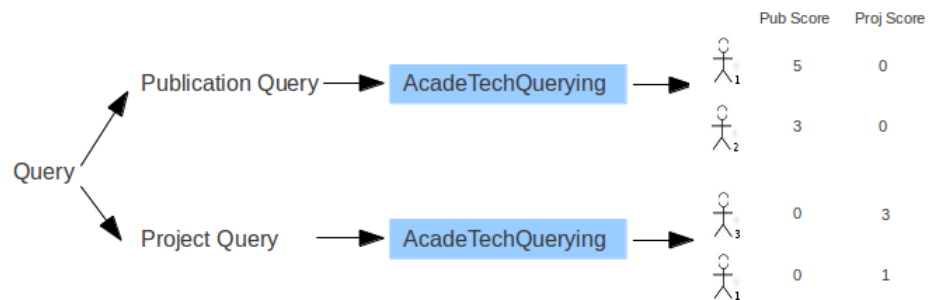 Pub Score Proj Score
Publication Query AcadeTechQuerying 1 5 0
2 3 0
Query
Project Query AcadeTechQuerying 3 0 3
1 0 1